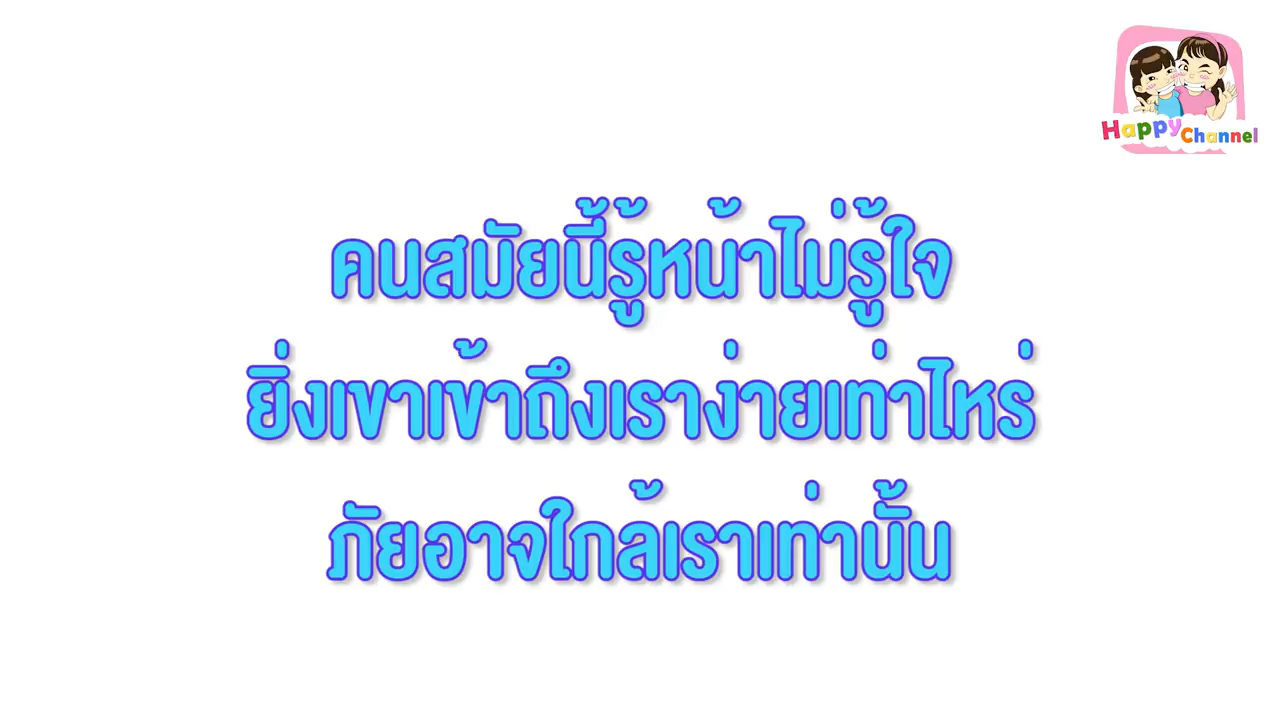 Happy Channel
คนสมัยนี้รู้หน้าไม่รู้ใจ
ยิ่งเขาเข้าถึงเราง่ายเท่าไหร่
ภัยอาจใกล้เราเท่านั้น